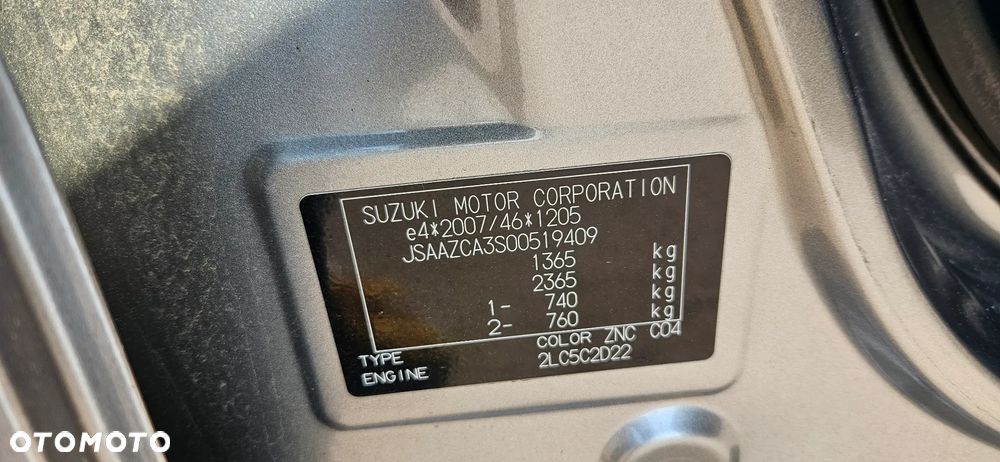 SUZUKI MOTOR CORPORATION
e4*2007/46*1205
JSAAZCA3S00519409
1365 kg
2365 kg
1- 740 kg
2- 760 kg
COLOR ZNC C04
TYPE 2LC5C2D22
ENGINE
OTOMOTO